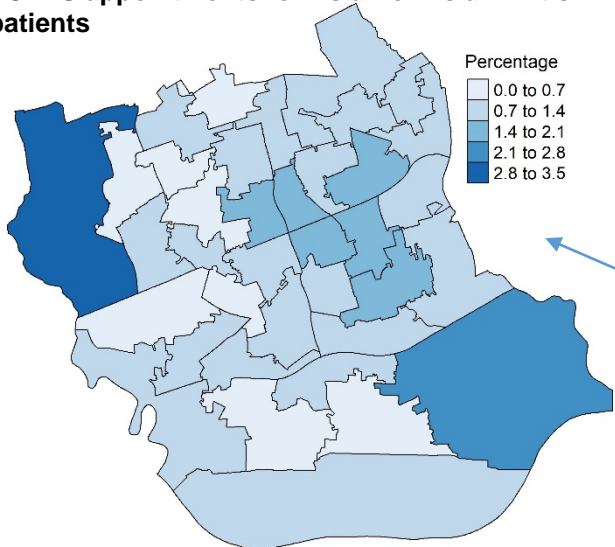 patients
Percentage
0.0 to 0.7
0.7 to 1.4
1.4 to 2.1
2.1 to 2.8
2.8 to 3.5